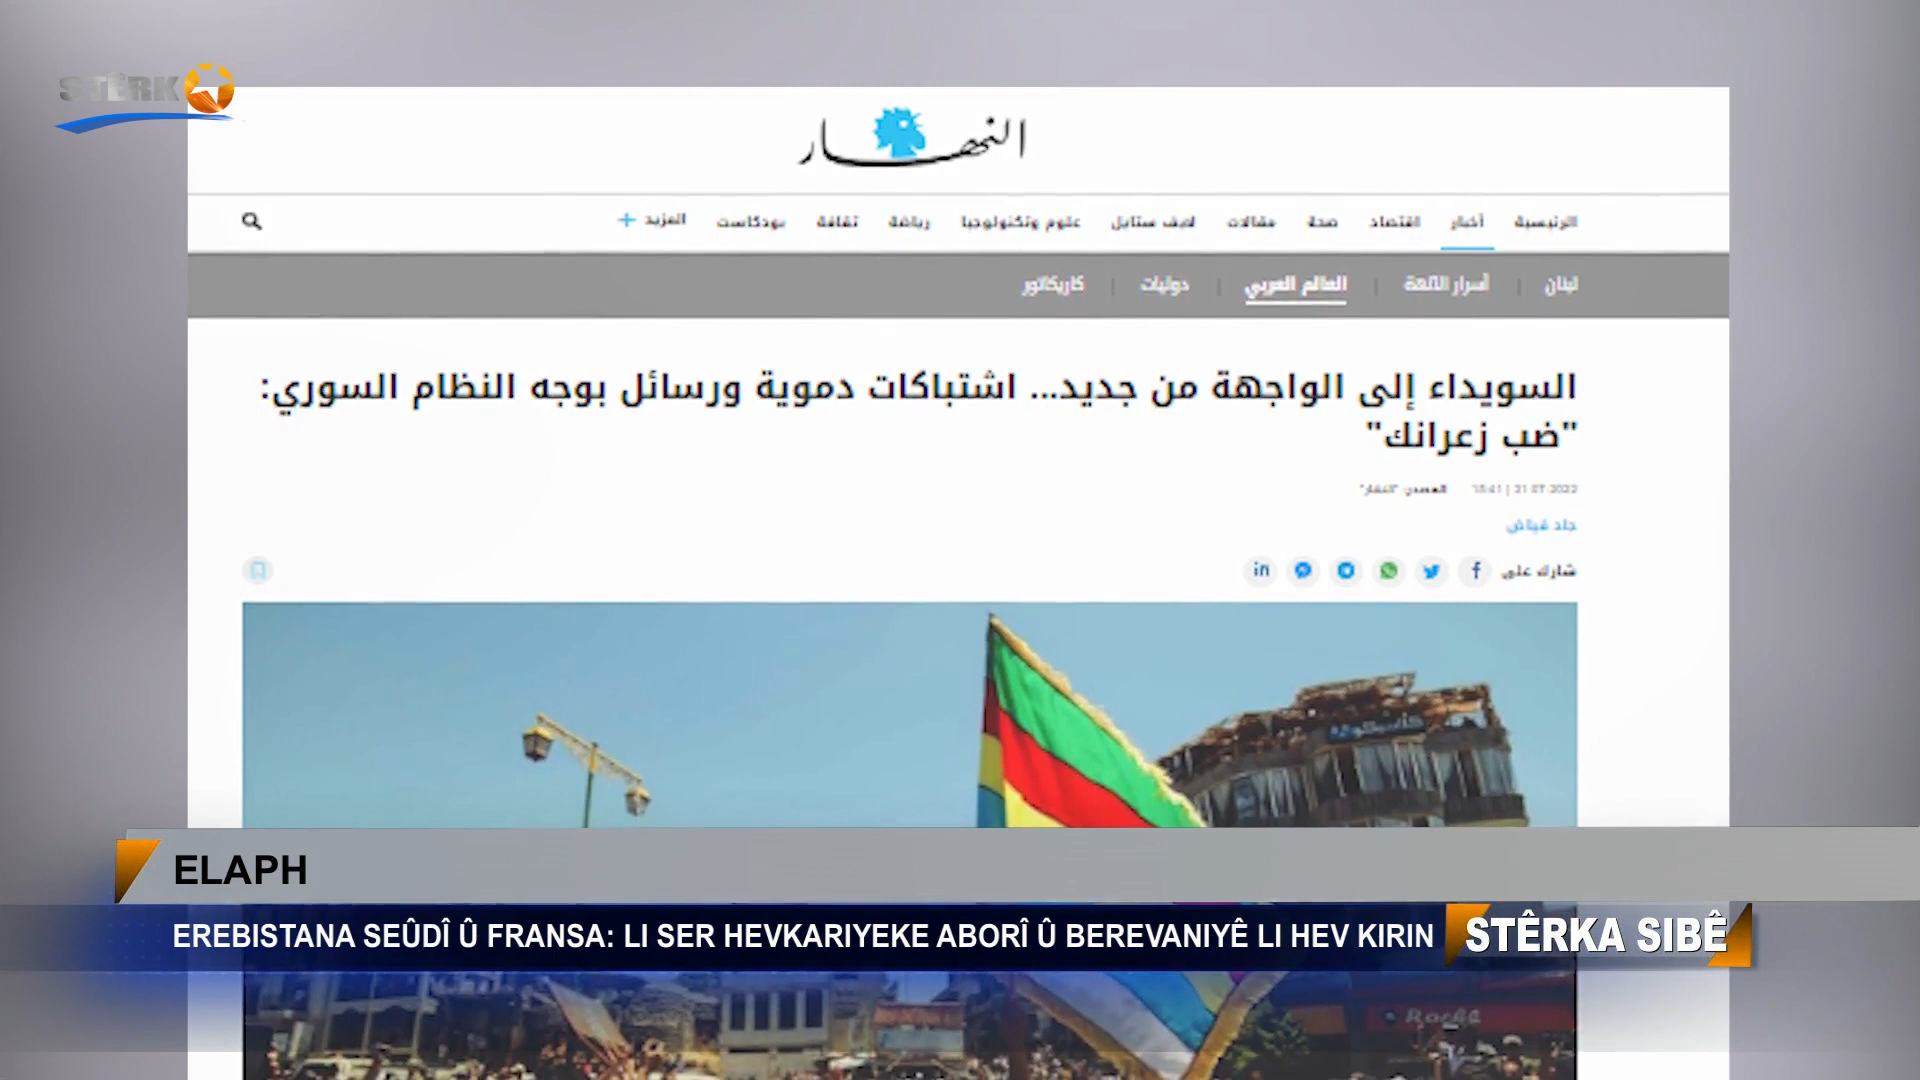 STÊRK
النهار
الرئيسية أخبار اقتصاد صحة مقالات لايف ستايل علوم وتكنولوجيا رياضة ثقافة بودكاست المزيد +
لبنان | أسرار الآلهة | العالم العربي | دوليات | كاريكاتور
السويداء إلى الواجهة من جديد... اشتباكات دموية ورسائل بوجه النظام السوري:
"ضب زعرانك"
المصدر: "النهار"
شارك على
ELAPH
EREBISTANA SEÛDÎ Û FRANSA: LI SER HEVKARIYEKE ABORÎ Û BEREVANIYÊ LI HEV KIRIN
STÊRKA SIBÊ